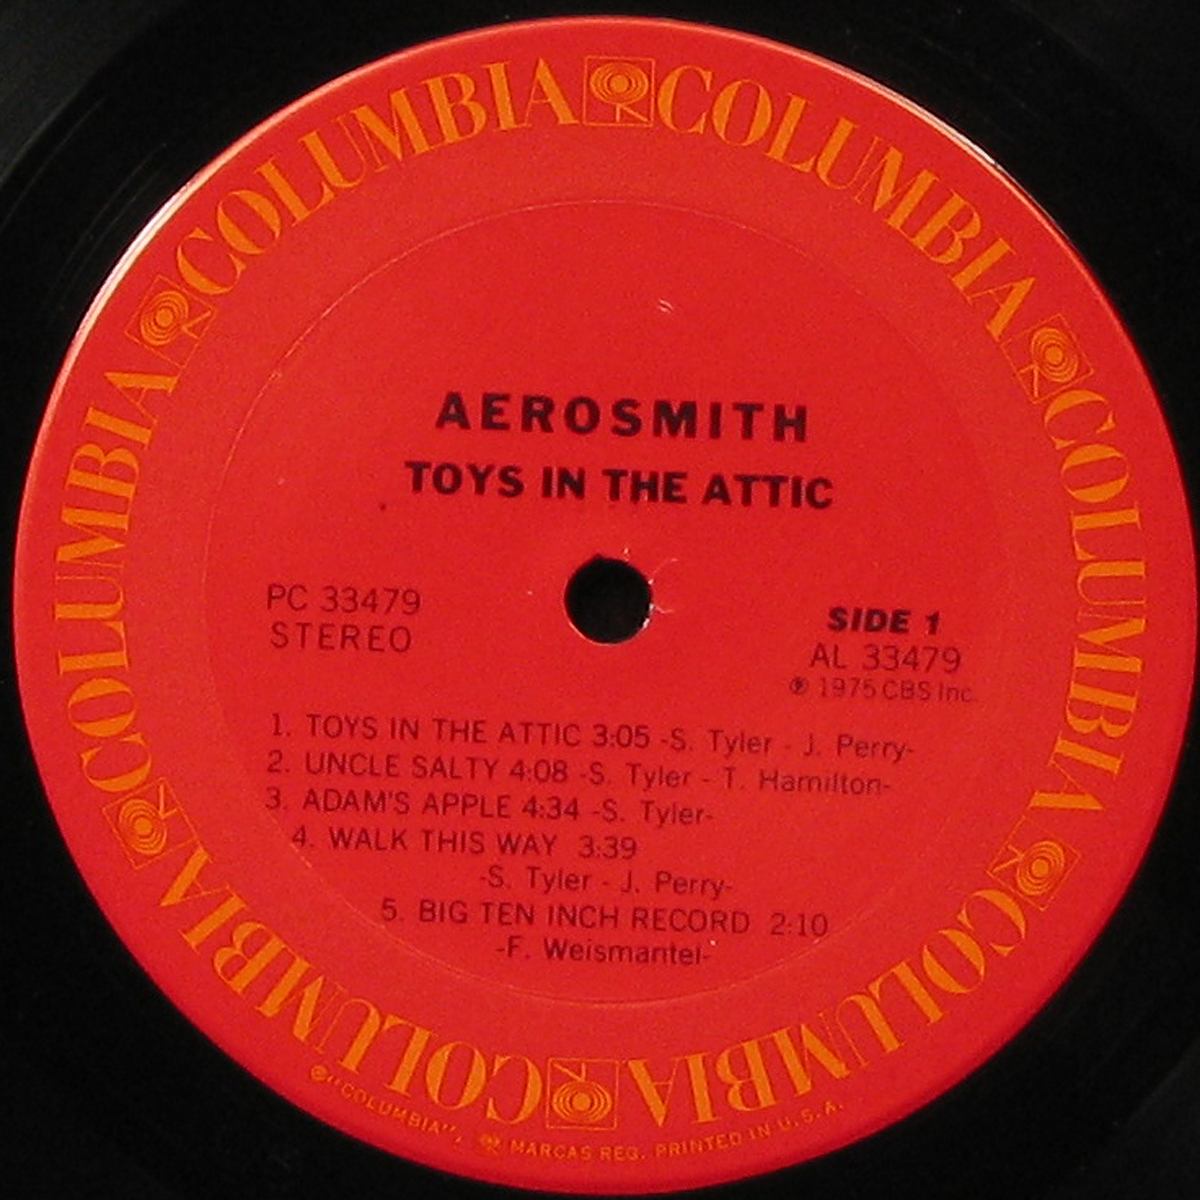 COLUMBIA COLUMBIA COLUMBIA COLUMBIA COLUMBIA COLUMBIA
AEROSMITH
TOYS IN THE ATTIC
PC 33479
STEREO
SIDE 1
AL 33479
℗ 1975 CBS Inc.
1. TOYS IN THE ATTIC 3:05 -S. Tyler - J. Perry-
2. UNCLE SALTY 4:08 -S. Tyler - T. Hamilton-
3. ADAM'S APPLE 4:34 -S. Tyler-
4. WALK THIS WAY 3:39
-S. Tyler - J. Perry-
5. BIG TEN INCH RECORD 2:10
-F. Weismantel-
"COLUMBIA", MARCAS REG. PRINTED IN U.S.A.